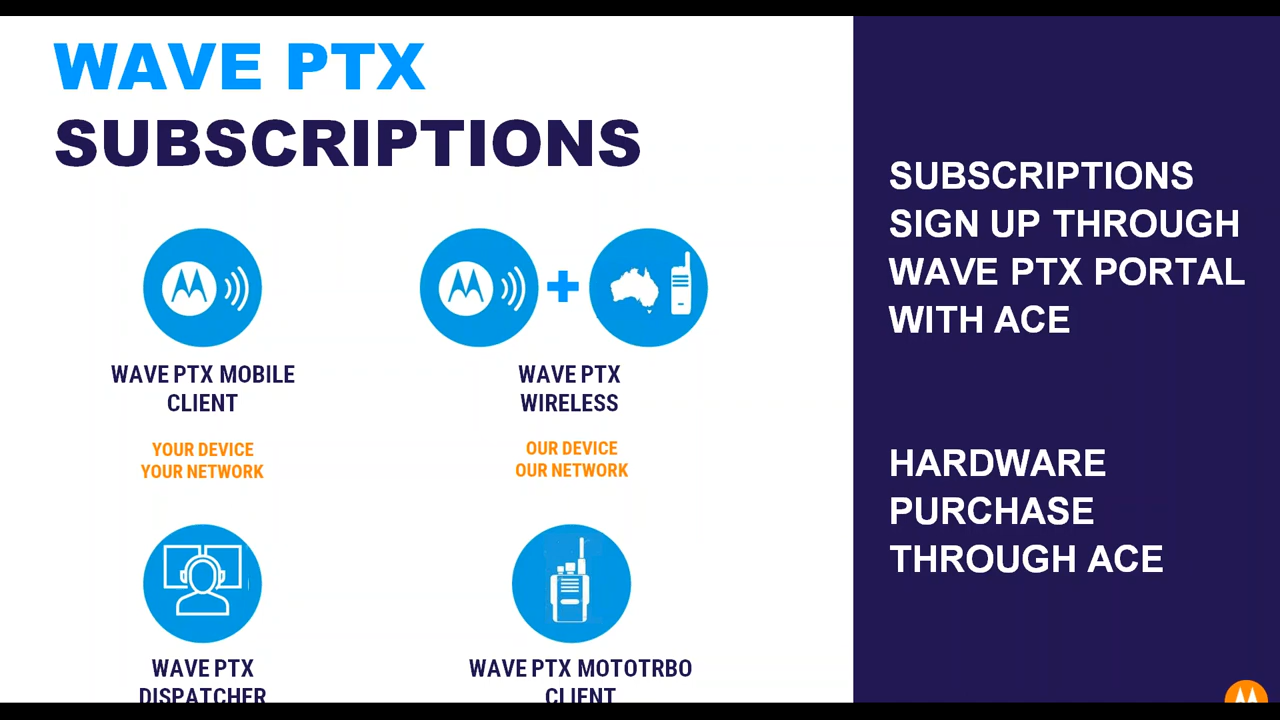 WAVE PTX
SUBSCRIPTIONS
WAVE PTX MOBILE
CLIENT
YOUR DEVICE
YOUR NETWORK
WAVE PTX
WIRELESS
OUR DEVICE
OUR NETWORK
WAVE PTX
DISPATCHER
WAVE PTX MOTOTRBO
CLIENT
SUBSCRIPTIONS
SIGN UP THROUGH
WAVE PTX PORTAL
WITH ACE
HARDWARE
PURCHASE
THROUGH ACE